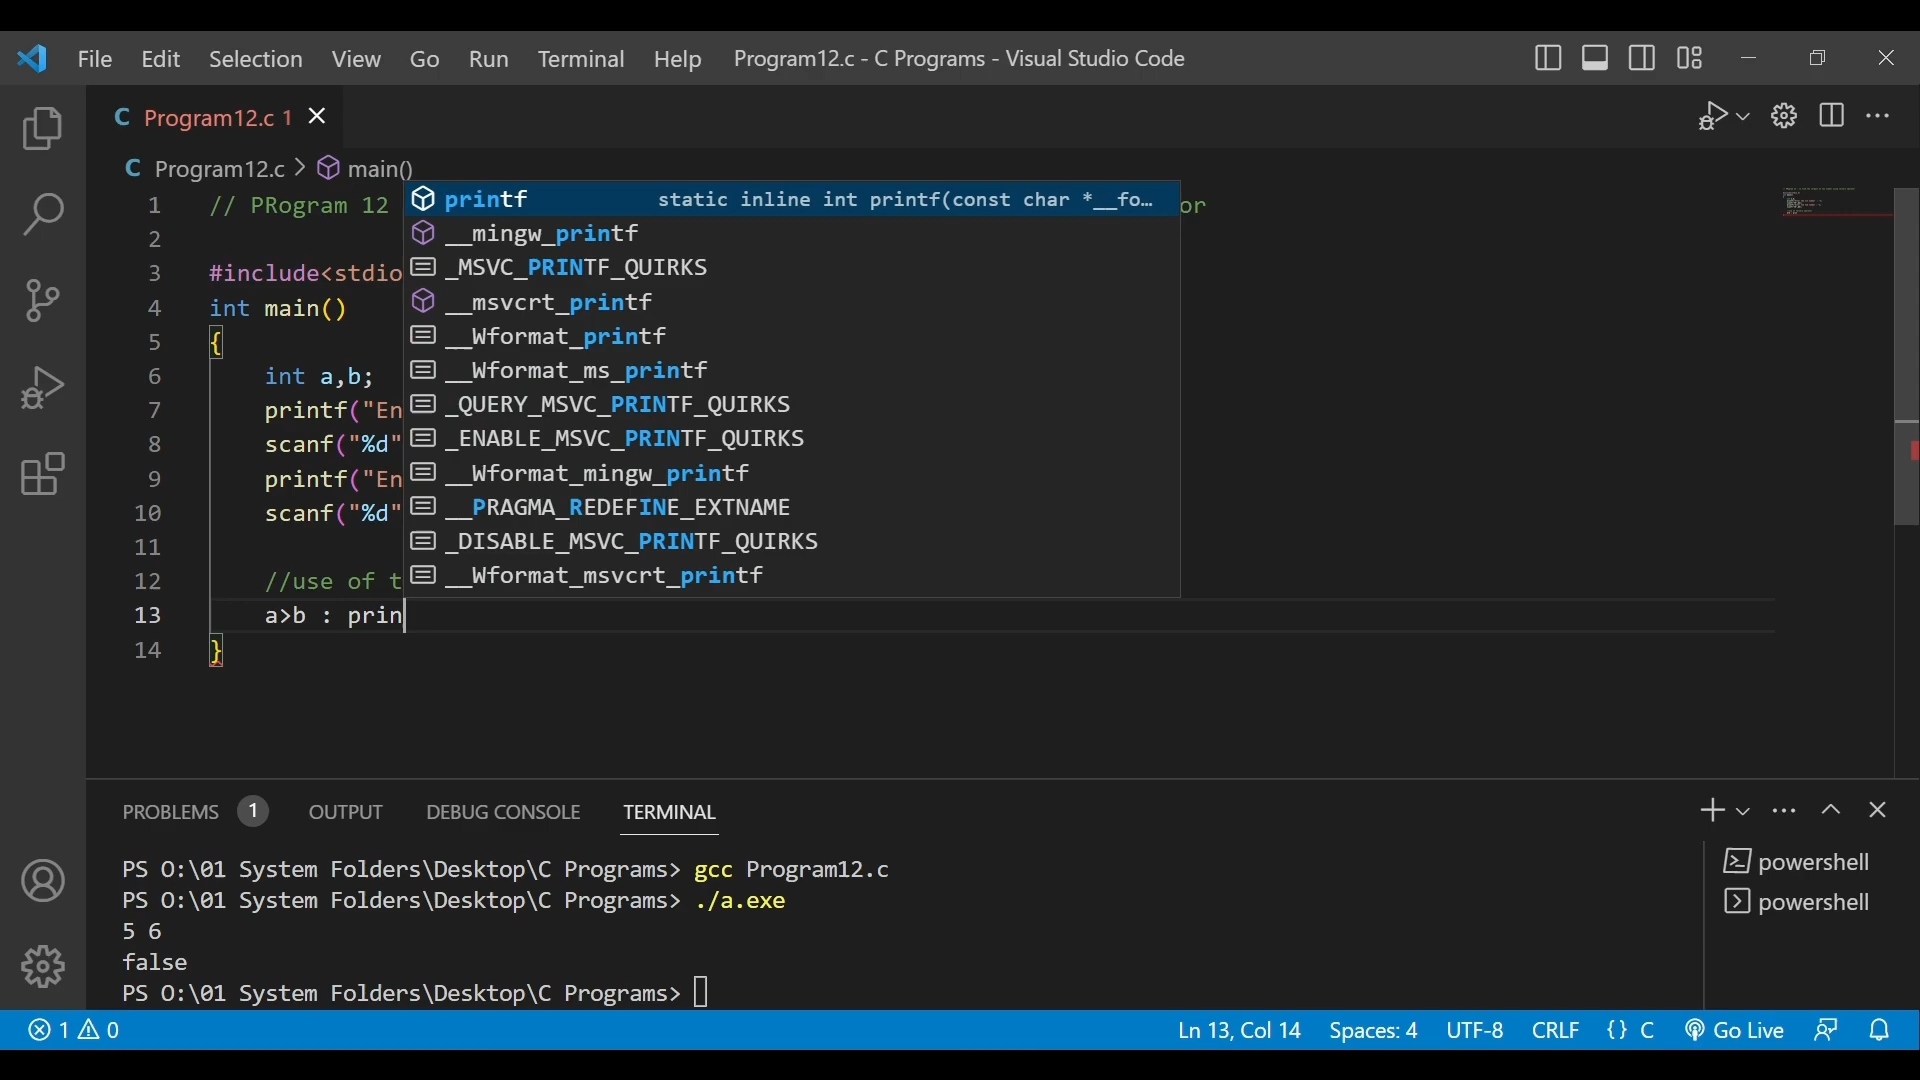 File Edit Selection View Go Run Terminal Help Program12.c - C Programs - Visual Studio Code
C Program12.c 1
C Program12.c > main()
1 // PRogram 12 or
2
3 #include<stdio
4 int main()
5 {
6 int a,b;
7 printf("En
8 scanf("%d"
9 printf("En
10 scanf("%d"
11
12 //use of t
13 a>b : prin
14 }
printf static inline int printf(const char *__fo…
__mingw_printf
_MSVC_PRINTF_QUIRKS
__msvcrt_printf
__Wformat_printf
__Wformat_ms_printf
_QUERY_MSVC_PRINTF_QUIRKS
_ENABLE_MSVC_PRINTF_QUIRKS
__Wformat_mingw_printf
__PRAGMA_REDEFINE_EXTNAME
_DISABLE_MSVC_PRINTF_QUIRKS
__Wformat_msvcrt_printf
PROBLEMS 1 OUTPUT DEBUG CONSOLE TERMINAL
PS O:\01 System Folders\Desktop\C Programs> gcc Program12.c
PS O:\01 System Folders\Desktop\C Programs> ./a.exe
5 6
false
PS O:\01 System Folders\Desktop\C Programs>
powershell
powershell
1 0 Ln 13, Col 14 Spaces: 4 UTF-8 CRLF {} C Go Live